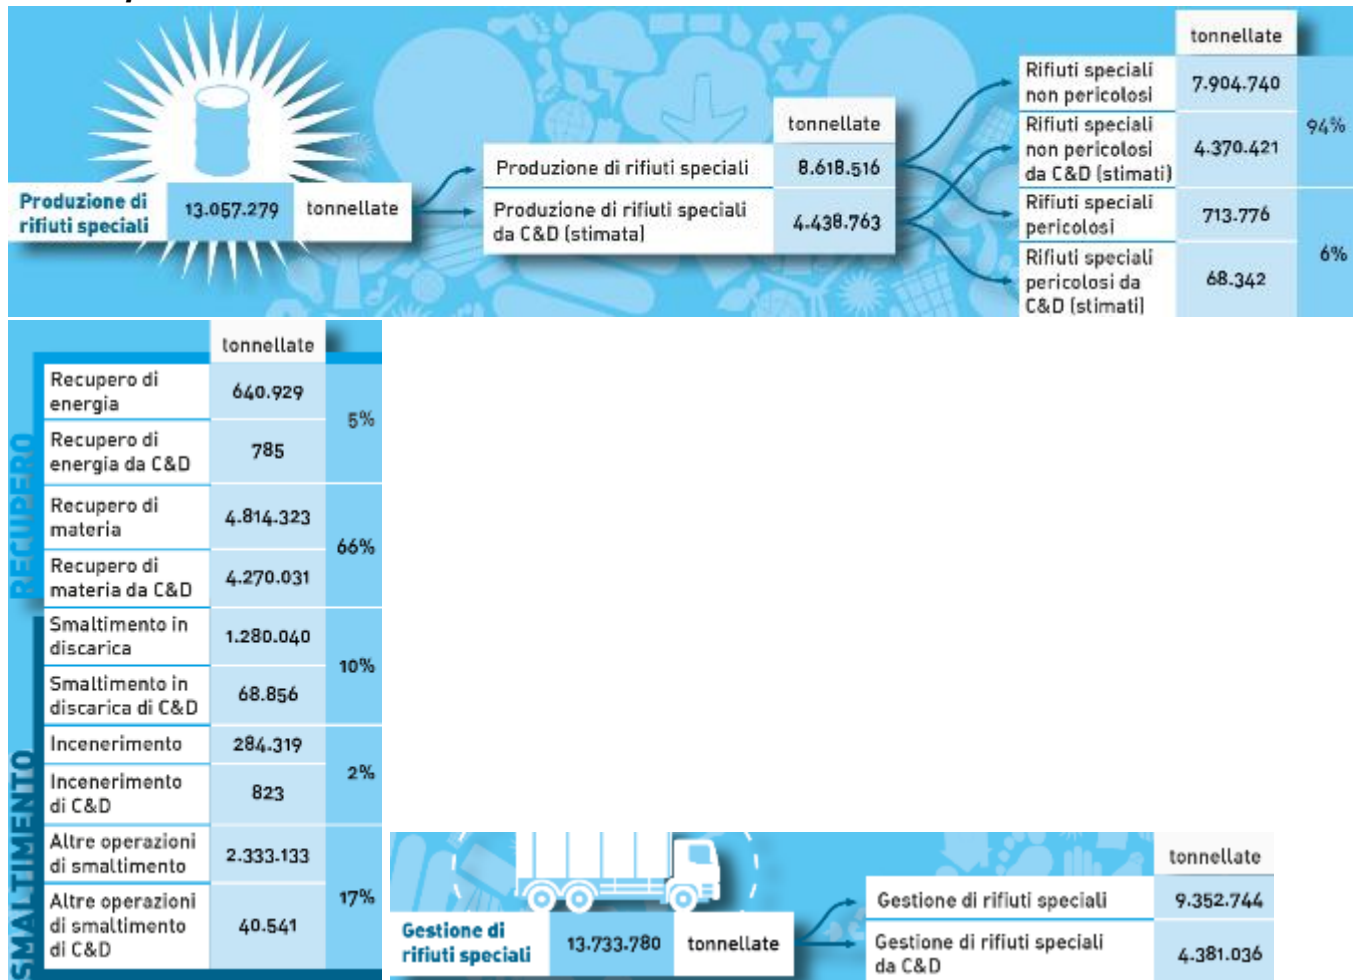 tonnellate
Rifiuti speciali
non pericolosi
7.904.740
94%
tonnellate
Rifiuti speciali
non pericolosi
da C&D (stimati)
4.370.421
Produzione di rifiuti speciali
8.618.516
Produzione di
rifiuti speciali
13.057.279
tonnellate
Produzione di rifiuti speciali
da C&D (stimata)
4.438.763
Rifiuti speciali
pericolosi
713.776
6%
Rifiuti speciali
pericolosi da
C&D (stimati)
68.342
tonnellate
RECUPERO
Recupero di
energia
640.929
5%
Recupero di
energia da C&D
785
Recupero di
materia
4.814.323
66%
Recupero di
materia da C&D
4.270.031
SMALTIMENTO
Smaltimento in
discarica
1.280.040
10%
Smaltimento in
discarica di C&D
68.856
Incenerimento
284.319
2%
Incenerimento
di C&D
823
Altre operazioni
di smaltimento
2.333.133
17%
Altre operazioni
di smaltimento
di C&D
40.541
Gestione di
rifiuti speciali
13.733.780
tonnellate
tonnellate
Gestione di rifiuti speciali
9.352.744
Gestione di rifiuti speciali
da C&D
4.381.036